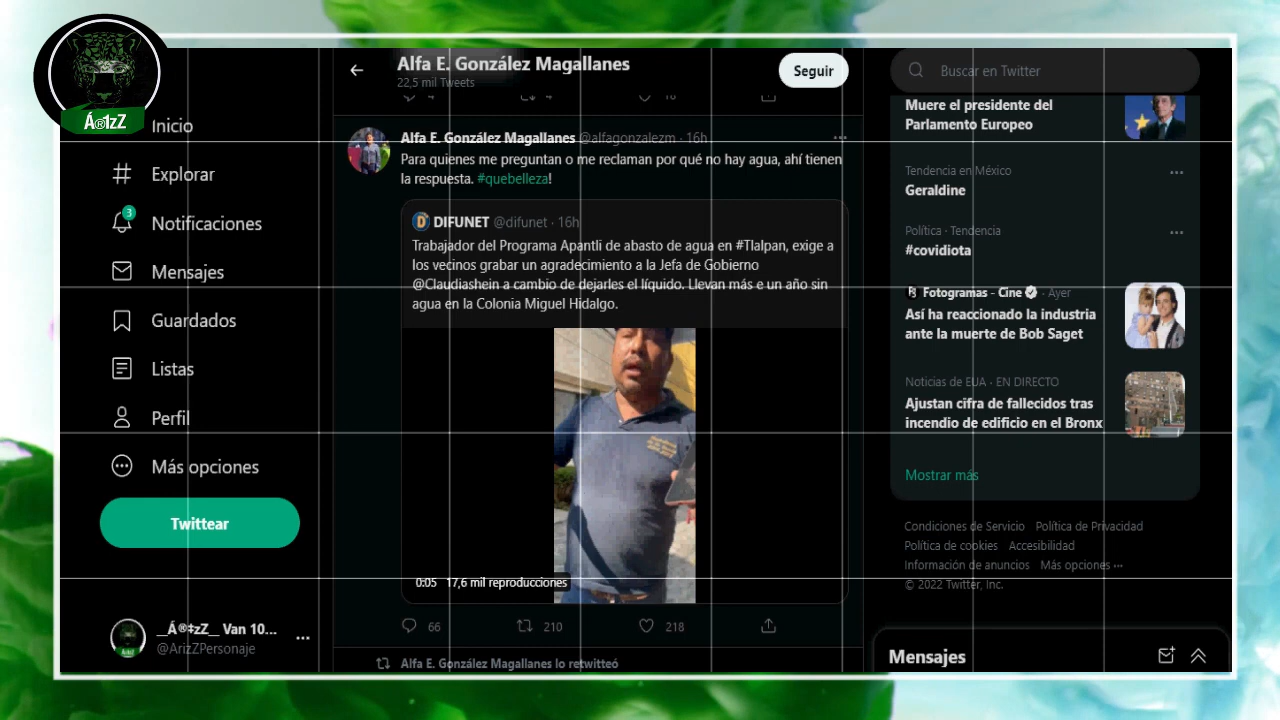 Á®1zZ
Inicio
Explorar
3
Notificaciones
Mensajes
Guardados
Listas
Perfil
Más opciones
Twittear
__Á®‡zZ__ Van 10...
@ArizZPersonaje
Alfa E. González Magallanes
22,5 mil Tweets
Seguir
Alfa E. González Magallanes @alfagonzalezm · 16h
Para quienes me preguntan o me reclaman por qué no hay agua, ahí tienen
la respuesta. #quebelleza!
DIFUNET @difunet · 16h
Trabajador del Programa Apantli de abasto de agua en #Tlalpan, exige a
los vecinos grabar un agradecimiento a la Jefa de Gobierno
@Claudiashein a cambio de dejarles el líquido. Llevan más e un año sin
agua en la Colonia Miguel Hidalgo.
0:05 17,6 mil reproducciones
66 210 218
Alfa E. González Magallanes lo retwitteó
Buscar en Twitter
Muere el presidente del
Parlamento Europeo
Tendencia en México
Geraldine
Política · Tendencia
#covidiota
Fotogramas - Cine · Ayer
Así ha reaccionado la industria
ante la muerte de Bob Saget
Noticias de EUA · EN DIRECTO
Ajustan cifra de fallecidos tras
incendio de edificio en el Bronx
Mostrar más
Condiciones de Servicio Política de Privacidad
Política de cookies Accesibilidad
Información de anuncios Más opciones ···
© 2022 Twitter, Inc.
Mensajes